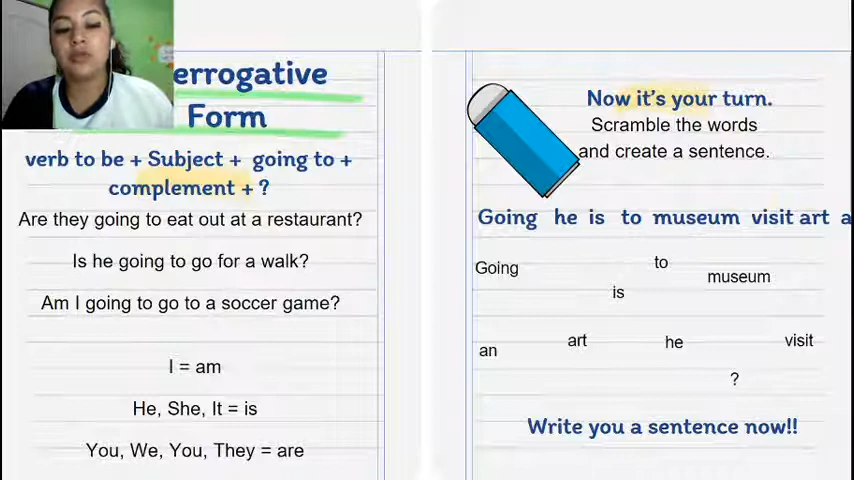 errogative
Form
verb to be + Subject + going to +
complement + ?
Are they going to eat out at a restaurant?
Is he going to go for a walk?
Am I going to go to a soccer game?
I = am
He, She, It = is
You, We, You, They = are
Now it's your turn.
Scramble the words
and create a sentence.
Going he is to museum visit art a
Going to museum
is
an art he visit
?
Write you a sentence now!!